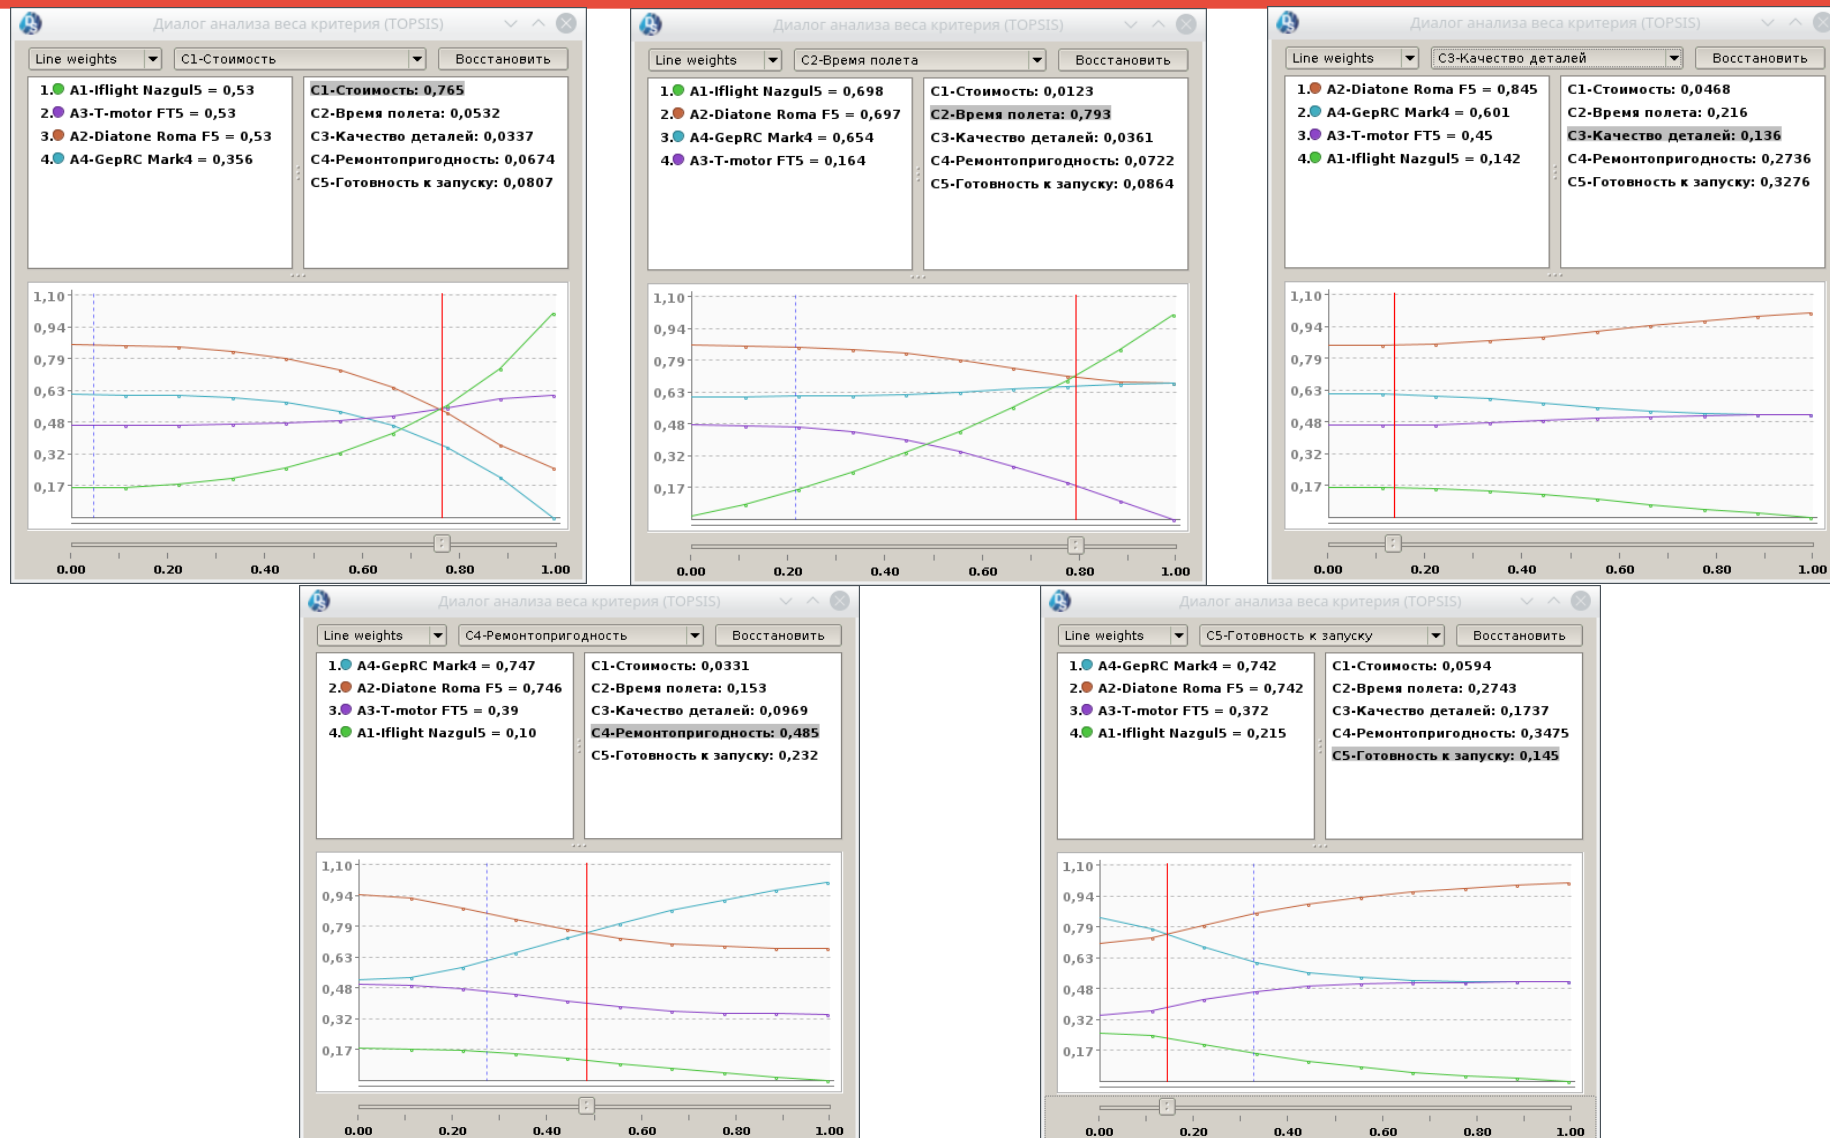 Диалог анализа веса критерия (TOPSIS)
Line weights
C1-Стоимость
Восстановить
1. A1-Iflight Nazgul5 = 0,53
2. A3-T-motor FT5 = 0,53
3. A2-Diatone Roma F5 = 0,53
4. A4-GepRC Mark4 = 0,356
C1-Стоимость: 0,765
C2-Время полета: 0,0532
C3-Качество деталей: 0,0337
C4-Ремонтопригодность: 0,0674
C5-Готовность к запуску: 0,0807
1,10
0,94
0,79
0,63
0,48
0,32
0,17
0.00 0.20 0.40 0.60 0.80 1.00
Диалог анализа веса критерия (TOPSIS)
Line weights
C2-Время полета
Восстановить
1. A1-Iflight Nazgul5 = 0,698
2. A2-Diatone Roma F5 = 0,697
3. A4-GepRC Mark4 = 0,654
4. A3-T-motor FT5 = 0,164
C1-Стоимость: 0,0123
C2-Время полета: 0,793
C3-Качество деталей: 0,0361
C4-Ремонтопригодность: 0,0722
C5-Готовность к запуску: 0,0864
1,10
0,94
0,79
0,63
0,48
0,32
0,17
0.00 0.20 0.40 0.60 0.80 1.00
Диалог анализа веса критерия (TOPSIS)
Line weights
C3-Качество деталей
Восстановить
1. A2-Diatone Roma F5 = 0,845
2. A4-GepRC Mark4 = 0,601
3. A3-T-motor FT5 = 0,45
4. A1-Iflight Nazgul5 = 0,142
C1-Стоимость: 0,0468
C2-Время полета: 0,216
C3-Качество деталей: 0,136
C4-Ремонтопригодность: 0,2736
C5-Готовность к запуску: 0,3276
1,10
0,94
0,79
0,63
0,48
0,32
0,17
0.00 0.20 0.40 0.60 0.80 1.00
Диалог анализа веса критерия (TOPSIS)
Line weights
C4-Ремонтопригодность
Восстановить
1. A4-GepRC Mark4 = 0,747
2. A2-Diatone Roma F5 = 0,746
3. A3-T-motor FT5 = 0,39
4. A1-Iflight Nazgul5 = 0,10
C1-Стоимость: 0,0331
C2-Время полета: 0,153
C3-Качество деталей: 0,0969
C4-Ремонтопригодность: 0,485
C5-Готовность к запуску: 0,232
1,10
0,94
0,79
0,63
0,48
0,32
0,17
0.00 0.20 0.40 0.60 0.80 1.00
Диалог анализа веса критерия (TOPSIS)
Line weights
C5-Готовность к запуску
Восстановить
1. A4-GepRC Mark4 = 0,742
2. A2-Diatone Roma F5 = 0,742
3. A3-T-motor FT5 = 0,372
4. A1-Iflight Nazgul5 = 0,215
C1-Стоимость: 0,0594
C2-Время полета: 0,2743
C3-Качество деталей: 0,1737
C4-Ремонтопригодность: 0,3475
C5-Готовность к запуску: 0,145
1,10
0,94
0,79
0,63
0,48
0,32
0,17
0.00 0.20 0.40 0.60 0.80 1.00